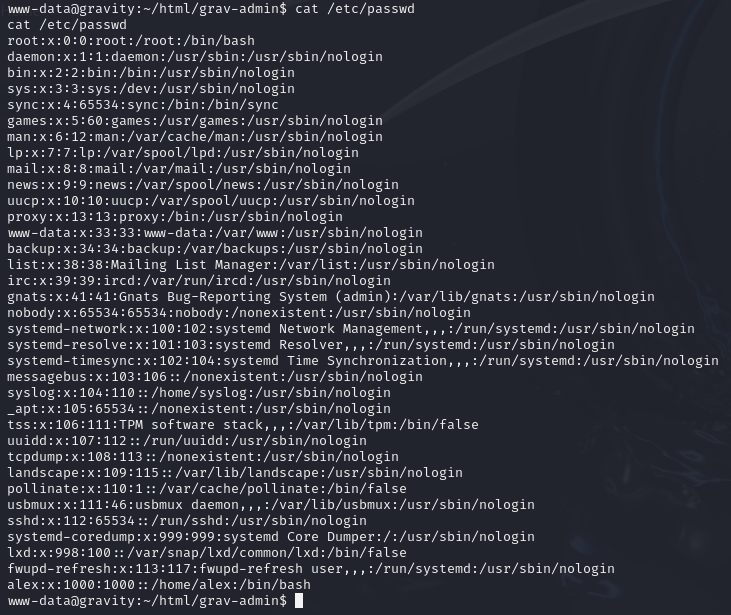 www-data@gravity:~/html/grav-admin$ cat /etc/passwd
cat /etc/passwd
root:x:0:0:root:/root:/bin/bash
daemon:x:1:1:daemon:/usr/sbin:/usr/sbin/nologin
bin:x:2:2:bin:/bin:/usr/sbin/nologin
sys:x:3:3:sys:/dev:/usr/sbin/nologin
sync:x:4:65534:sync:/bin:/bin/sync
games:x:5:60:games:/usr/games:/usr/sbin/nologin
man:x:6:12:man:/var/cache/man:/usr/sbin/nologin
lp:x:7:7:lp:/var/spool/lpd:/usr/sbin/nologin
mail:x:8:8:mail:/var/mail:/usr/sbin/nologin
news:x:9:9:news:/var/spool/news:/usr/sbin/nologin
uucp:x:10:10:uucp:/var/spool/uucp:/usr/sbin/nologin
proxy:x:13:13:proxy:/bin:/usr/sbin/nologin
www-data:x:33:33:www-data:/var/www:/usr/sbin/nologin
backup:x:34:34:backup:/var/backups:/usr/sbin/nologin
list:x:38:38:Mailing List Manager:/var/list:/usr/sbin/nologin
irc:x:39:39:ircd:/var/run/ircd:/usr/sbin/nologin
gnats:x:41:41:Gnats Bug-Reporting System (admin):/var/lib/gnats:/usr/sbin/nologin
nobody:x:65534:65534:nobody:/nonexistent:/usr/sbin/nologin
systemd-network:x:100:102:systemd Network Management,,,:/run/systemd:/usr/sbin/nologin
systemd-resolve:x:101:103:systemd Resolver,,,:/run/systemd:/usr/sbin/nologin
systemd-timesync:x:102:104:systemd Time Synchronization,,,:/run/systemd:/usr/sbin/nologin
messagebus:x:103:106::/nonexistent:/usr/sbin/nologin
syslog:x:104:110::/home/syslog:/usr/sbin/nologin
_apt:x:105:65534::/nonexistent:/usr/sbin/nologin
tss:x:106:111:TPM software stack,,,:/var/lib/tpm:/bin/false
uuidd:x:107:112::/run/uuidd:/usr/sbin/nologin
tcpdump:x:108:113::/nonexistent:/usr/sbin/nologin
landscape:x:109:115::/var/lib/landscape:/usr/sbin/nologin
pollinate:x:110:1::/var/cache/pollinate:/bin/false
usbmux:x:111:46:usbmux daemon,,,:/var/lib/usbmux:/usr/sbin/nologin
sshd:x:112:65534::/run/sshd:/usr/sbin/nologin
systemd-coredump:x:999:999:systemd Core Dumper:/:/usr/sbin/nologin
lxd:x:998:100::/var/snap/lxd/common/lxd:/bin/false
fwupd-refresh:x:113:117:fwupd-refresh user,,,:/run/systemd:/usr/sbin/nologin
alex:x:1000:1000::/home/alex:/bin/bash
www-data@gravity:~/html/grav-admin$